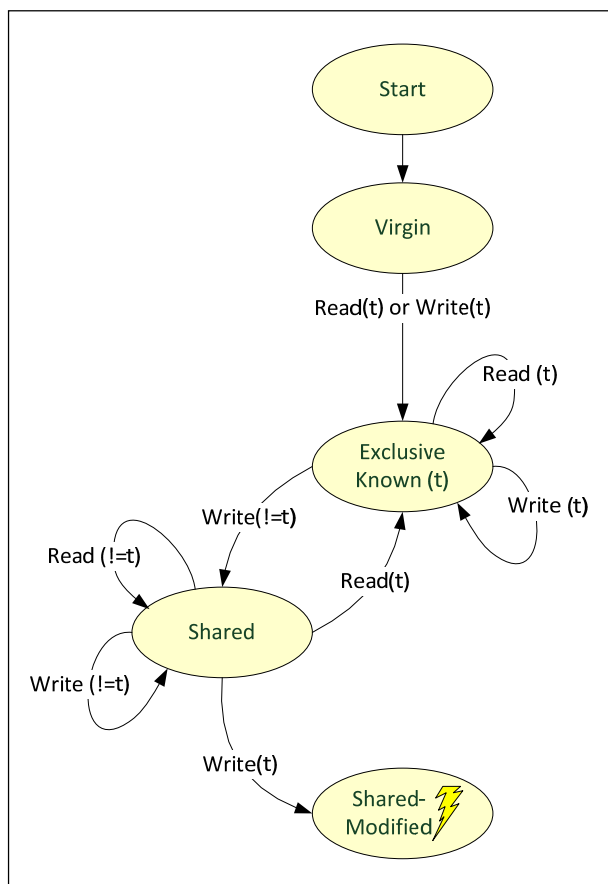 Start
Virgin
Read(t) or Write(t)
Read (t)
Exclusive
Known (t)
Write (t)
Write(!=t)
Read (!=t)
Read(t)
Shared
Write (!=t)
Write(t)
Shared-
Modified